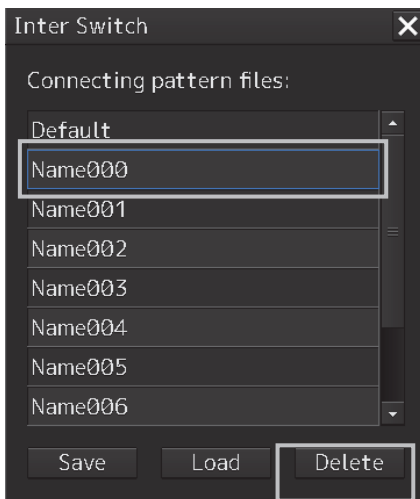 Inter Switch
Connecting pattern files:
Default
Name000
Name001
Name002
Name003
Name004
Name005
Name006
Save Load Delete